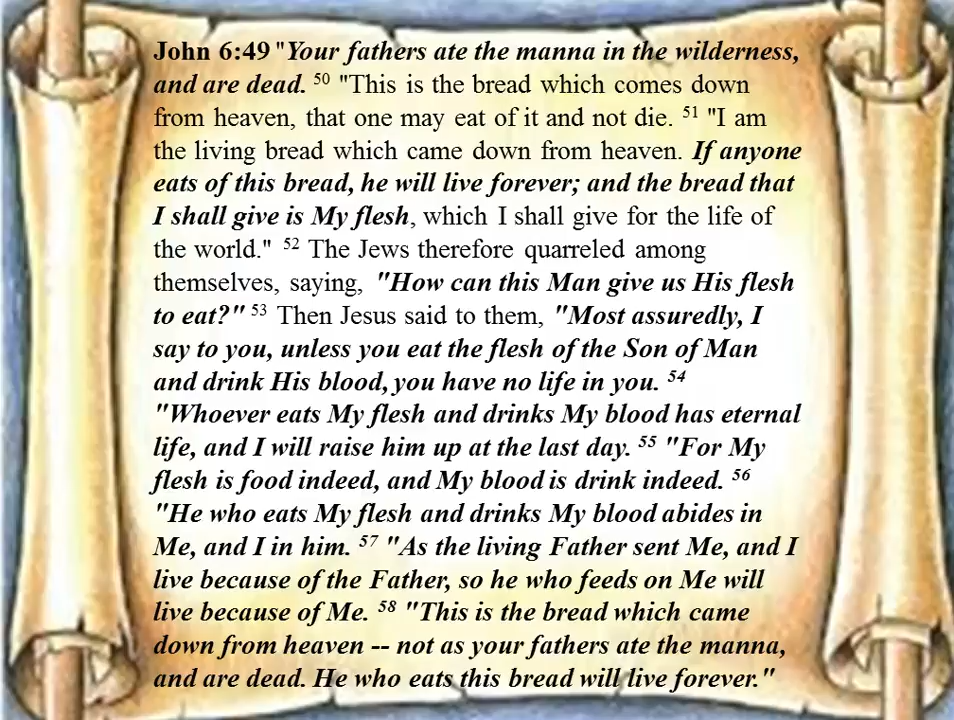 John 6:49 "Your fathers ate the manna in the wilderness,
and are dead. 50 "This is the bread which comes down
from heaven, that one may eat of it and not die. 51 "I am
the living bread which came down from heaven. If anyone
eats of this bread, he will live forever; and the bread that
I shall give is My flesh, which I shall give for the life of
the world." 52 The Jews therefore quarreled among
themselves, saying, "How can this Man give us His flesh
to eat?" 53 Then Jesus said to them, "Most assuredly, I
say to you, unless you eat the flesh of the Son of Man
and drink His blood, you have no life in you. 54
"Whoever eats My flesh and drinks My blood has eternal
life, and I will raise him up at the last day. 55 "For My
flesh is food indeed, and My blood is drink indeed. 56
"He who eats My flesh and drinks My blood abides in
Me, and I in him. 57 "As the living Father sent Me, and I
live because of the Father, so he who feeds on Me will
live because of Me. 58 "This is the bread which came
down from heaven -- not as your fathers ate the manna,
and are dead. He who eats this bread will live forever."